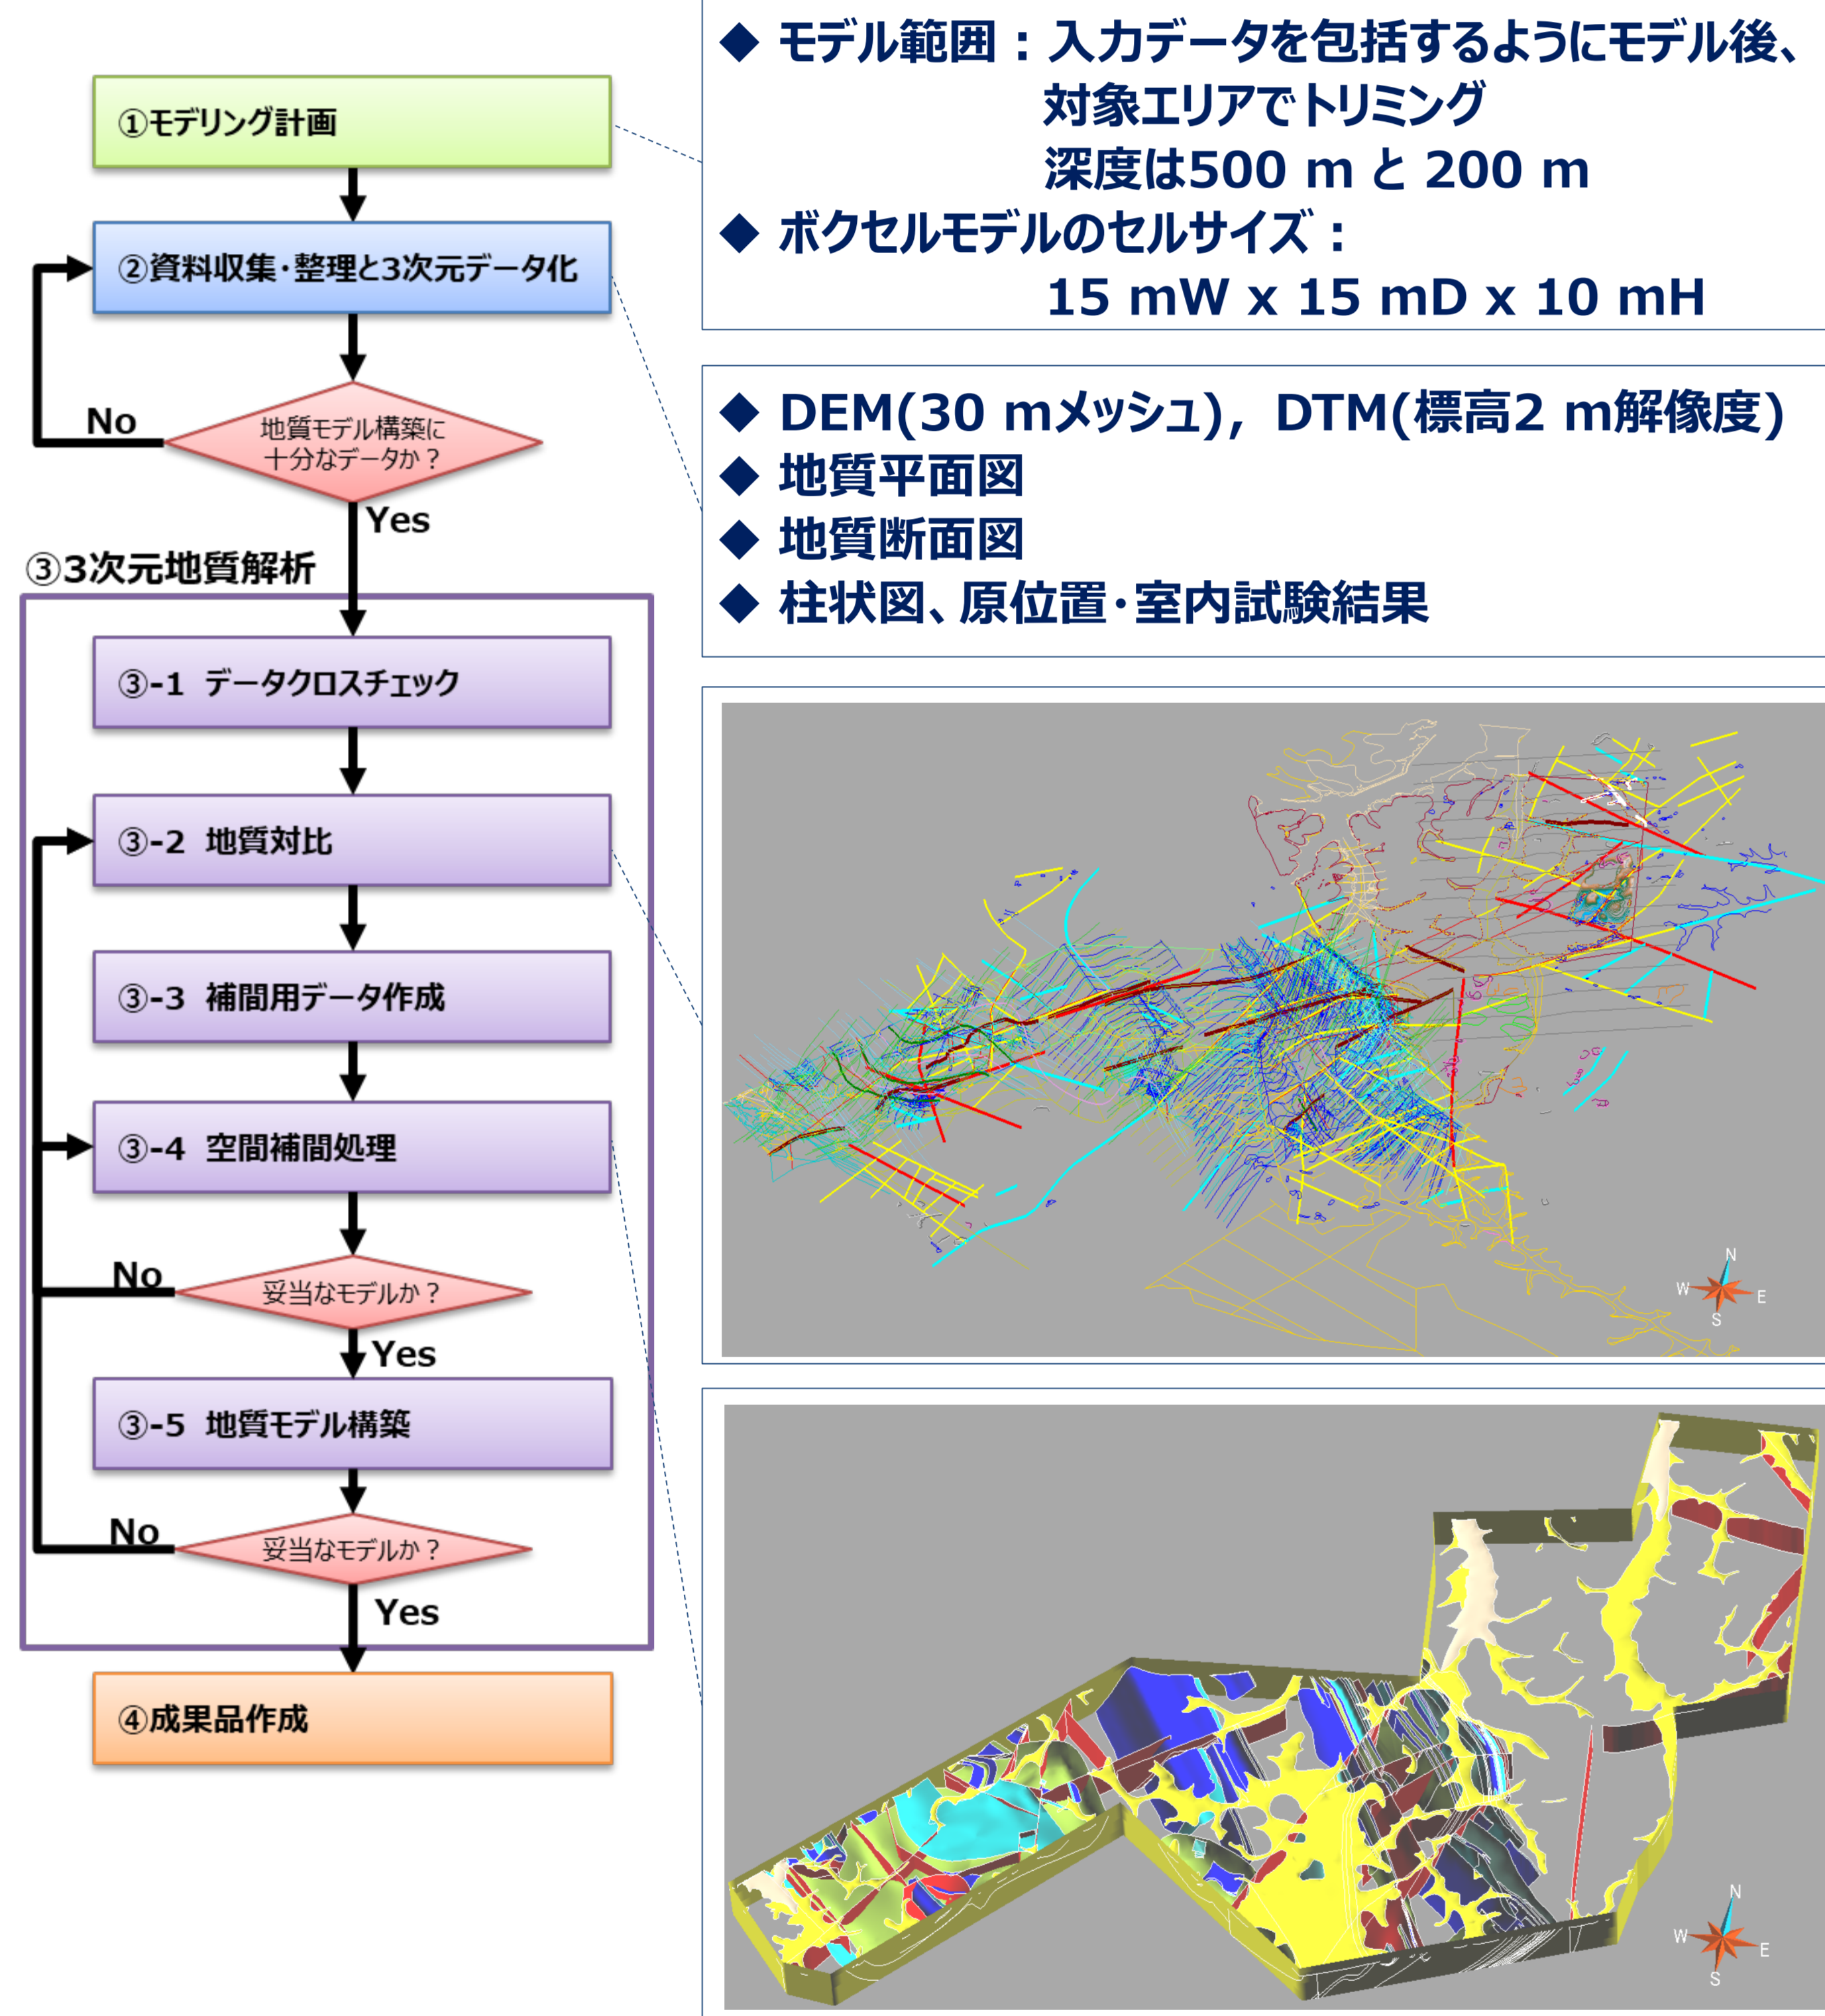 ①モデリング計画
②資料収集・整理と3次元データ化
No
地質モデル構築に
十分なデータか？
Yes
③3次元地質解析
③-1 データクロスチェック
③-2 地質対比
③-3 補間用データ作成
③-4 空間補間処理
No
妥当なモデルか？
Yes
③-5 地質モデル構築
No
妥当なモデルか？
Yes
④成果品作成
◆ モデル範囲：入力データを包括するようにモデル後、
対象エリアでトリミング
深度は500 m と 200 m
◆ ボクセルモデルのセルサイズ：
15 mW x 15 mD x 10 mH
◆ DEM(30 mメッシュ), DTM(標高2 m解像度)
◆ 地質平面図
◆ 地質断面図
◆ 柱状図、原位置・室内試験結果
N
W E
S
N
W E
S